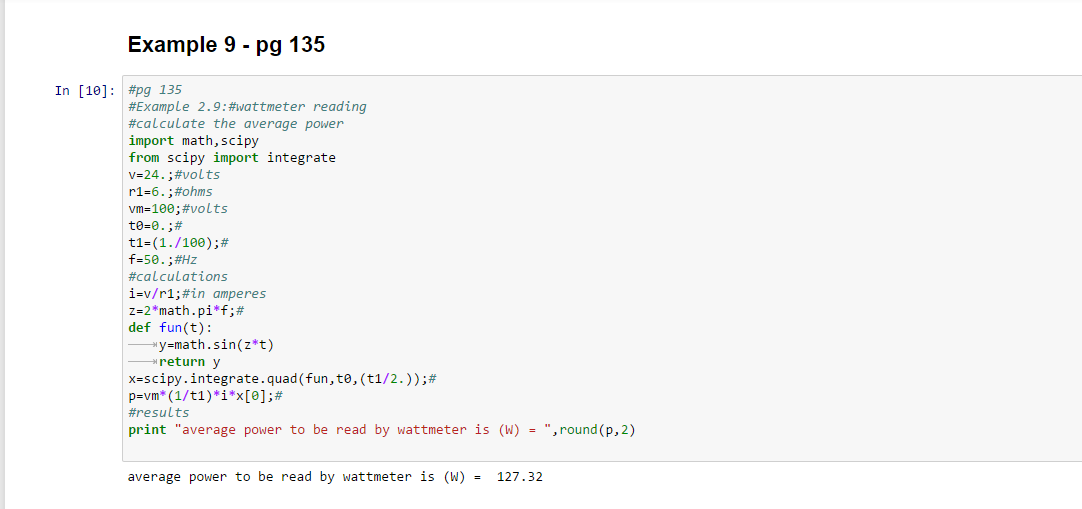 Example 9 - pg 135
In [10]: #pg 135
#Example 2.9:#wattmeter reading
#calculate the average power
import math,scipy
from scipy import integrate
v=24.;#volts
r1=6.;#ohms
vm=100;#volts
t0=0.;#
t1=(1./100);#
f=50.;#Hz
#calculations
i=v/r1;#in amperes
z=2*math.pi*f;#
def fun(t):
y=math.sin(z*t)
return y
x=scipy.integrate.quad(fun,t0,(t1/2.));#
p=vm*(1/t1)*i*x[0];#
#results
print "average power to be read by wattmeter is (W) = ",round(p,2)
average power to be read by wattmeter is (W) =  127.32